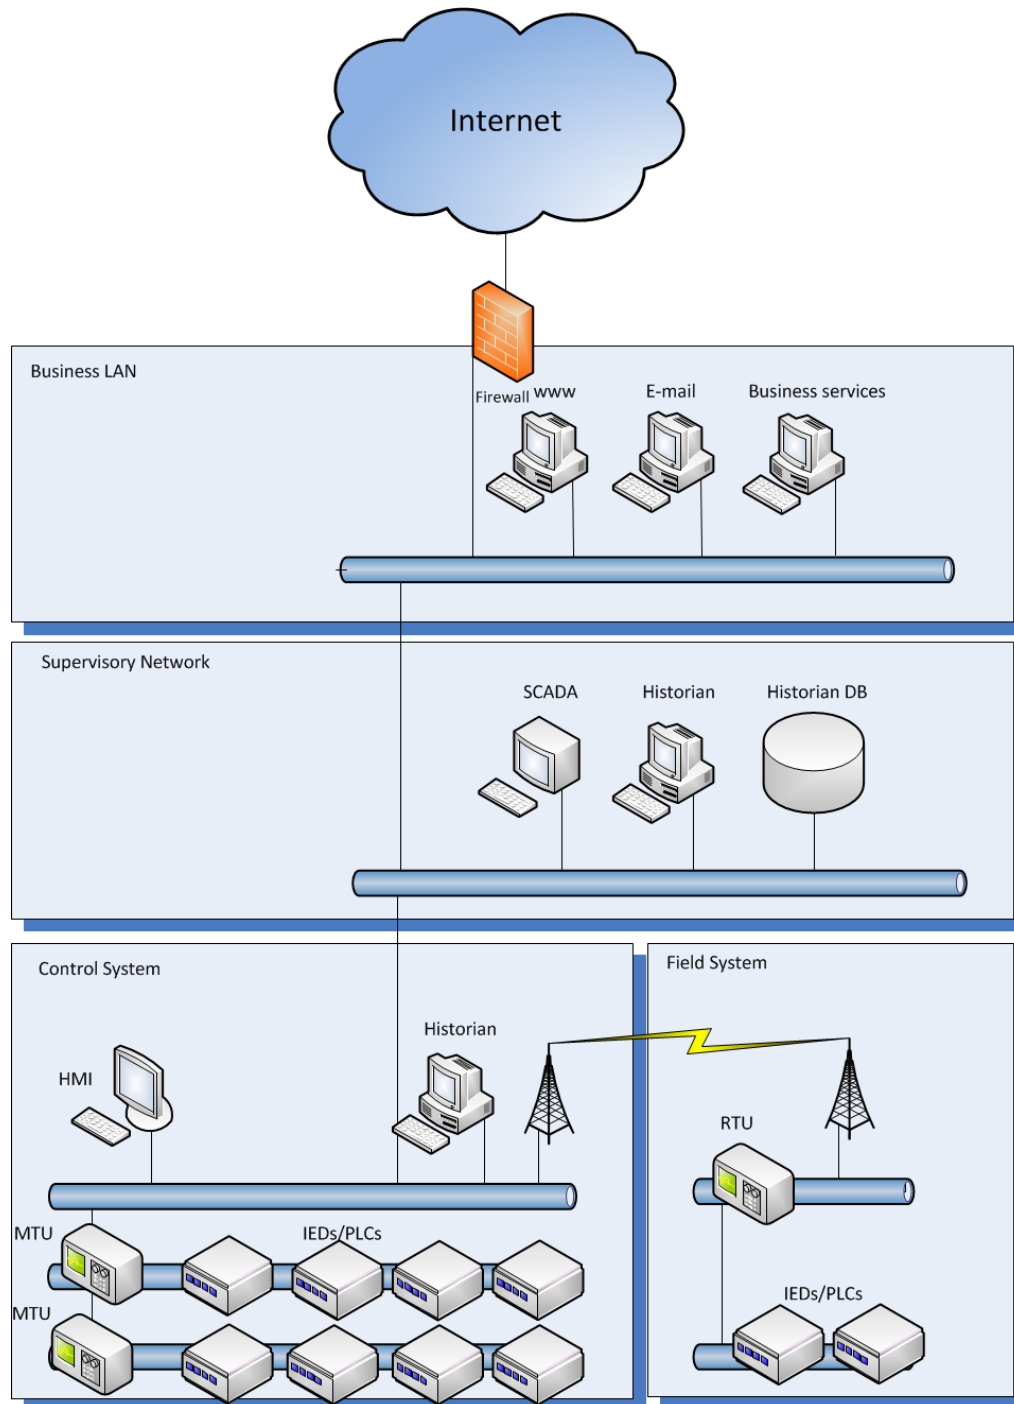 Internet
Business LAN
Firewall
www
E-mail
Business services
Supervisory Network
SCADA
Historian
Historian DB
Control System
Field System
Historian
HMI
RTU
MTU
IEDs/PLCs
IEDs/PLCs
MTU